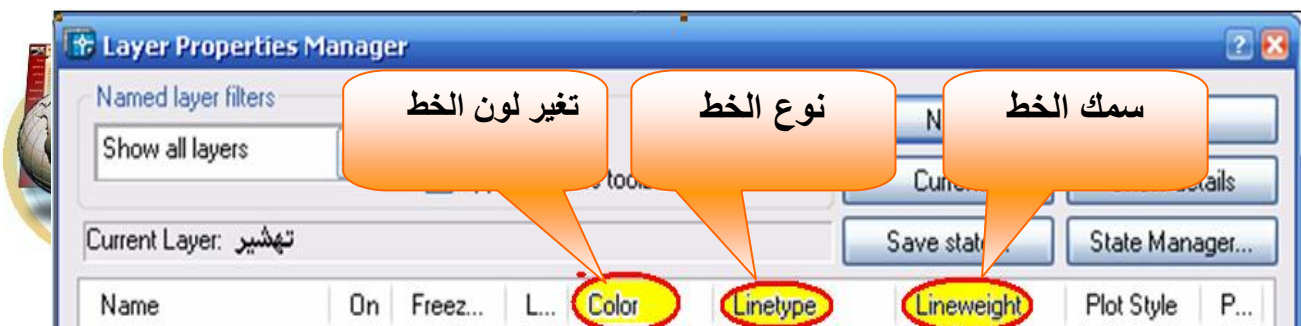 Layer Properties Manager
Named layer filters
تغير لون الخط
نوع الخط
سمك الخط
Show all layers
Current Layer: تهشير
Save state...
State Manager...
Name On Freez... L... Color Linetype Lineweight Plot Style P...